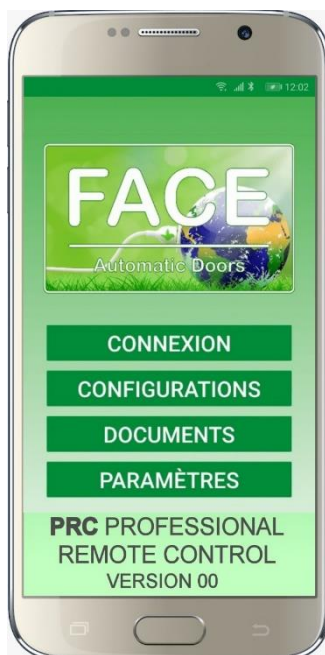 12:02
FACE
Automatic Doors
CONNEXION
CONFIGURATIONS
DOCUMENTS
PARAMÈTRES
PRC PROFESSIONAL
REMOTE CONTROL
VERSION 00